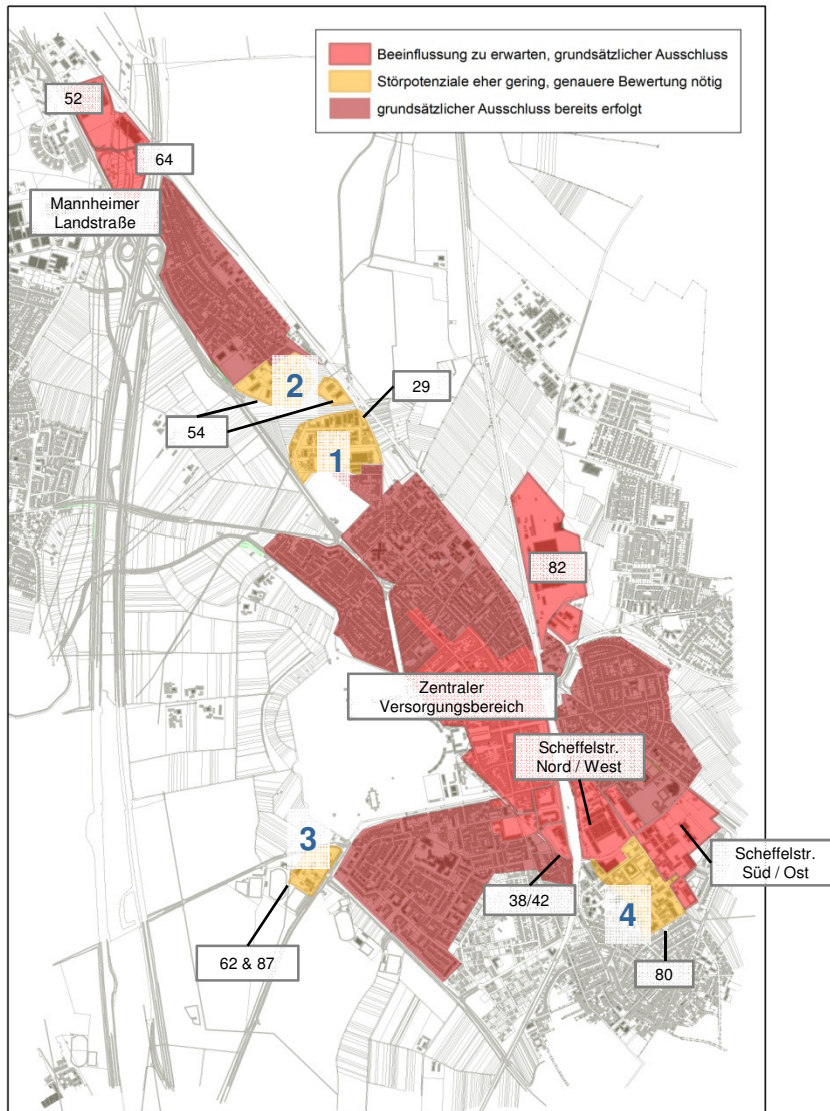 Beeinflussung zu erwarten, grundsätzlicher Ausschluss
Störpotenziale eher gering, genauere Bewertung nötig
grundsätzlicher Ausschluss bereits erfolgt
52
64
Mannheimer
Landstraße
2
29
54
1
82
Zentraler
Versorgungsbereich
Scheffelstr.
Nord / West
3
Scheffelstr.
Süd / Ost
38/42
4
62 & 87
80